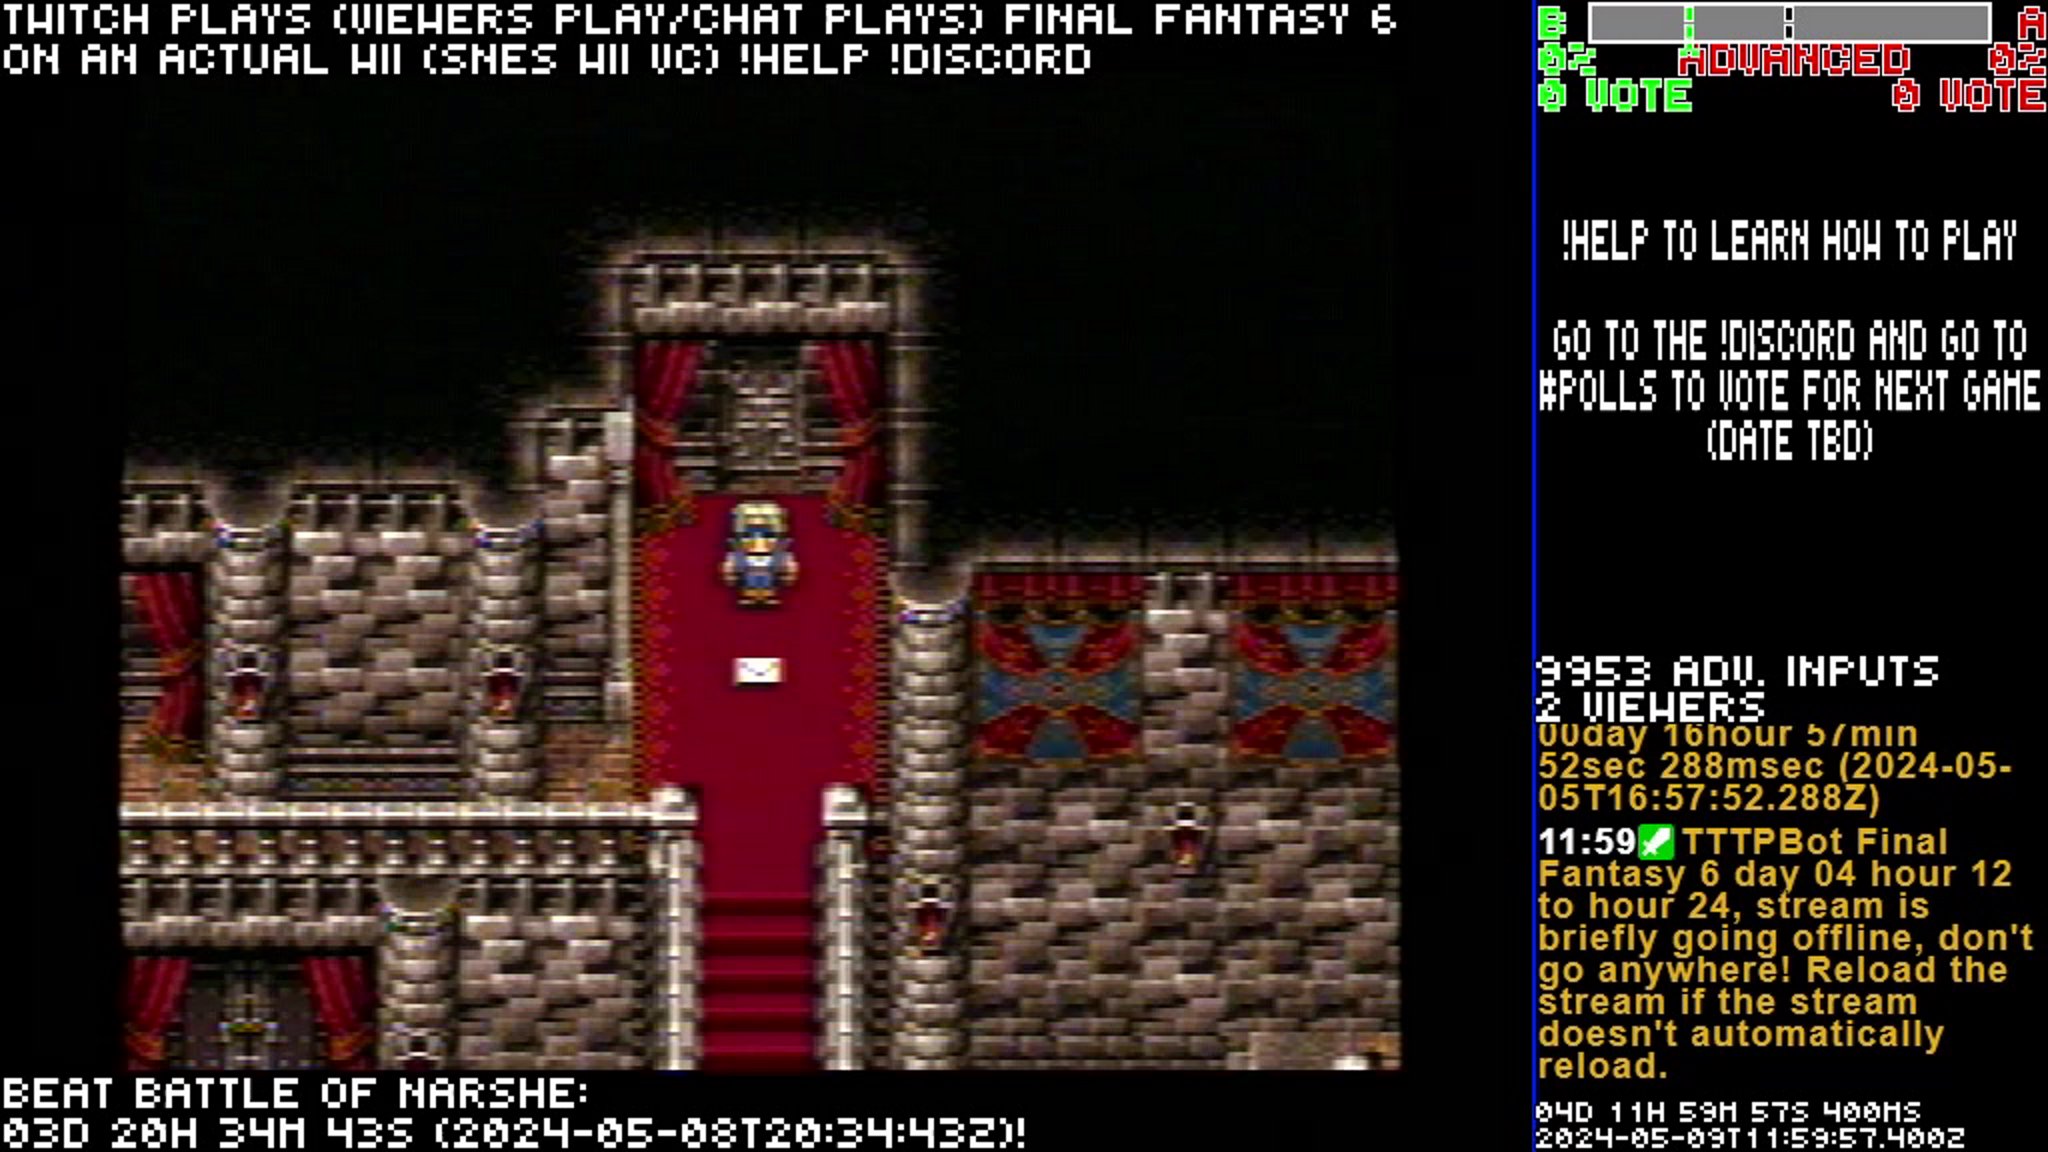 TWITCH PLAYS (VIEWERS PLAY/CHAT PLAYS) FINAL FANTASY 6
ON AN ACTUAL WII (SNES WII VC) !HELP !DISCORD
B A
0% ADVANCED 0%
0 VOTE 0 VOTE
!HELP TO LEARN HOW TO PLAY
GO TO THE !DISCORD AND GO TO
#POLLS TO VOTE FOR NEXT GAME
(DATE TBD)
9953 ADV. INPUTS
2 VIEWERS
00day 16hour 57min
52sec 288msec (2024-05-
05T16:57:52.288Z)
11:59 TTTPBot Final
Fantasy 6 day 04 hour 12
to hour 24, stream is
briefly going offline, don't
go anywhere! Reload the
stream if the stream
doesn't automatically
reload.
04D 11H 59M 57S 400MS
2024-05-09T11:59:57.400Z
BEAT BATTLE OF NARSHE:
03D 20H 34M 43S (2024-05-08T20:34:43Z)!